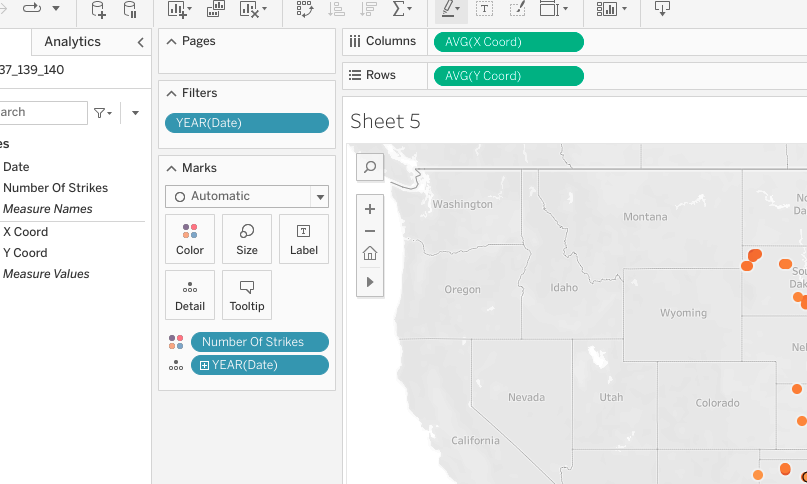 Analytics
37_139_140
arch
es
Date
Number Of Strikes
Measure Names
X Coord
Y Coord
Measure Values
Pages
Filters
YEAR(Date)
Marks
Automatic
Color
Size
Label
Detail
Tooltip
Number Of Strikes
YEAR(Date)
Columns
AVG(X Coord)
Rows
AVG(Y Coord)
Sheet 5
Washington
Montana
No
Da
Oregon
Idaho
Sou
Dak
Wyoming
Nel
Nevada
Utah
Colorado
California